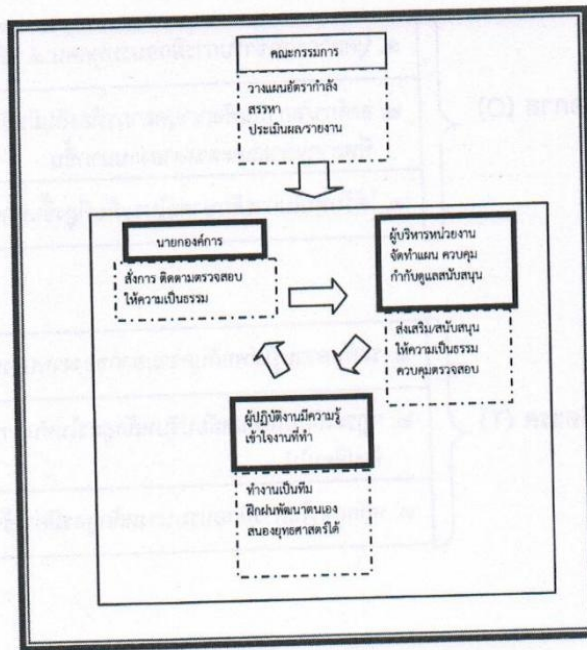 คณะกรรมการ
วางแผนอัตรากำลัง
สรรหา
ประเมินผล/รายงาน
นายกองค์การ
สั่งการ ติดตามตรวจสอบ
ให้ความเป็นธรรม
ผู้บริหารหน่วยงาน
จัดทำแผน ควบคุม
กำกับดูแลสนับสนุน
ส่งเสริม/สนับสนุน
ให้ความเป็นธรรม
ควบคุมตรวจสอบ
ผู้ปฏิบัติงานมีความรู้
เข้าใจงานที่ทำ
ทำงานเป็นทีม
ฝึกฝนพัฒนาตนเอง
สนองยุทธศาสตร์ได้
(O)
(T)